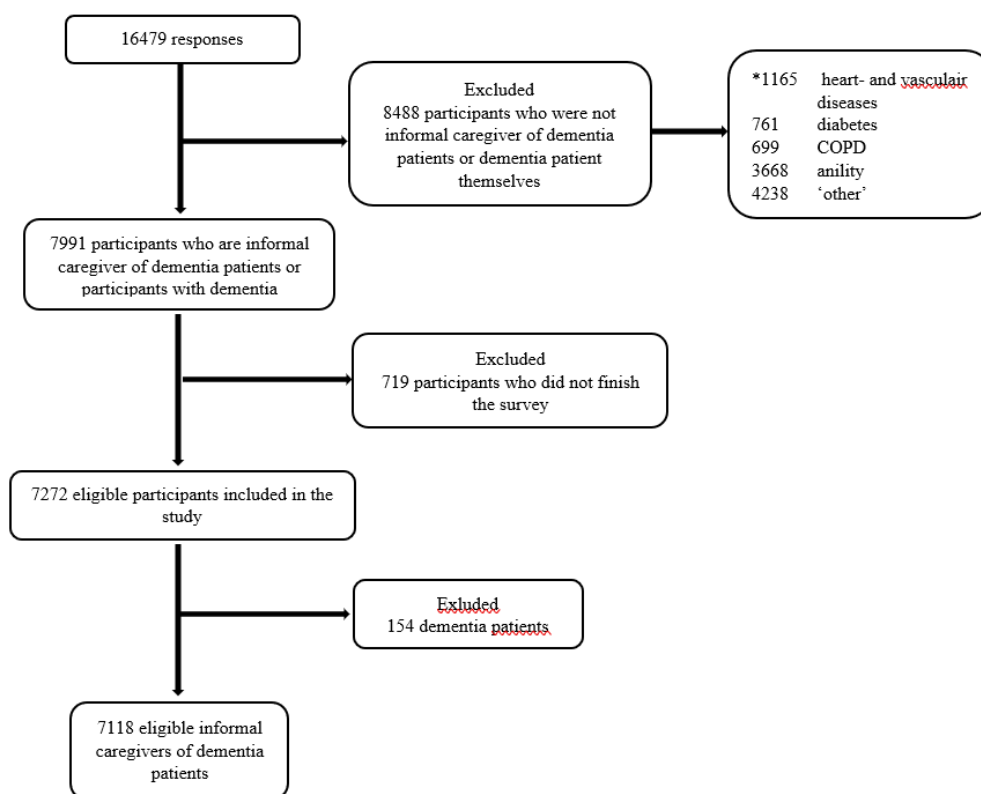 16479 responses
Excluded
8488 participants who were not
informal caregiver of dementia
patients or dementia patient
themselves
*1165 heart- and vasculair
diseases
761 diabetes
699 COPD
3668 anility
4238 ‘other’
7991 participants who are informal
caregiver of dementia patients or
participants with dementia
Excluded
719 participants who did not finish
the survey
7272 eligible participants included in the
study
Exluded
154 dementia patients
7118 eligible informal
caregivers of dementia
patients